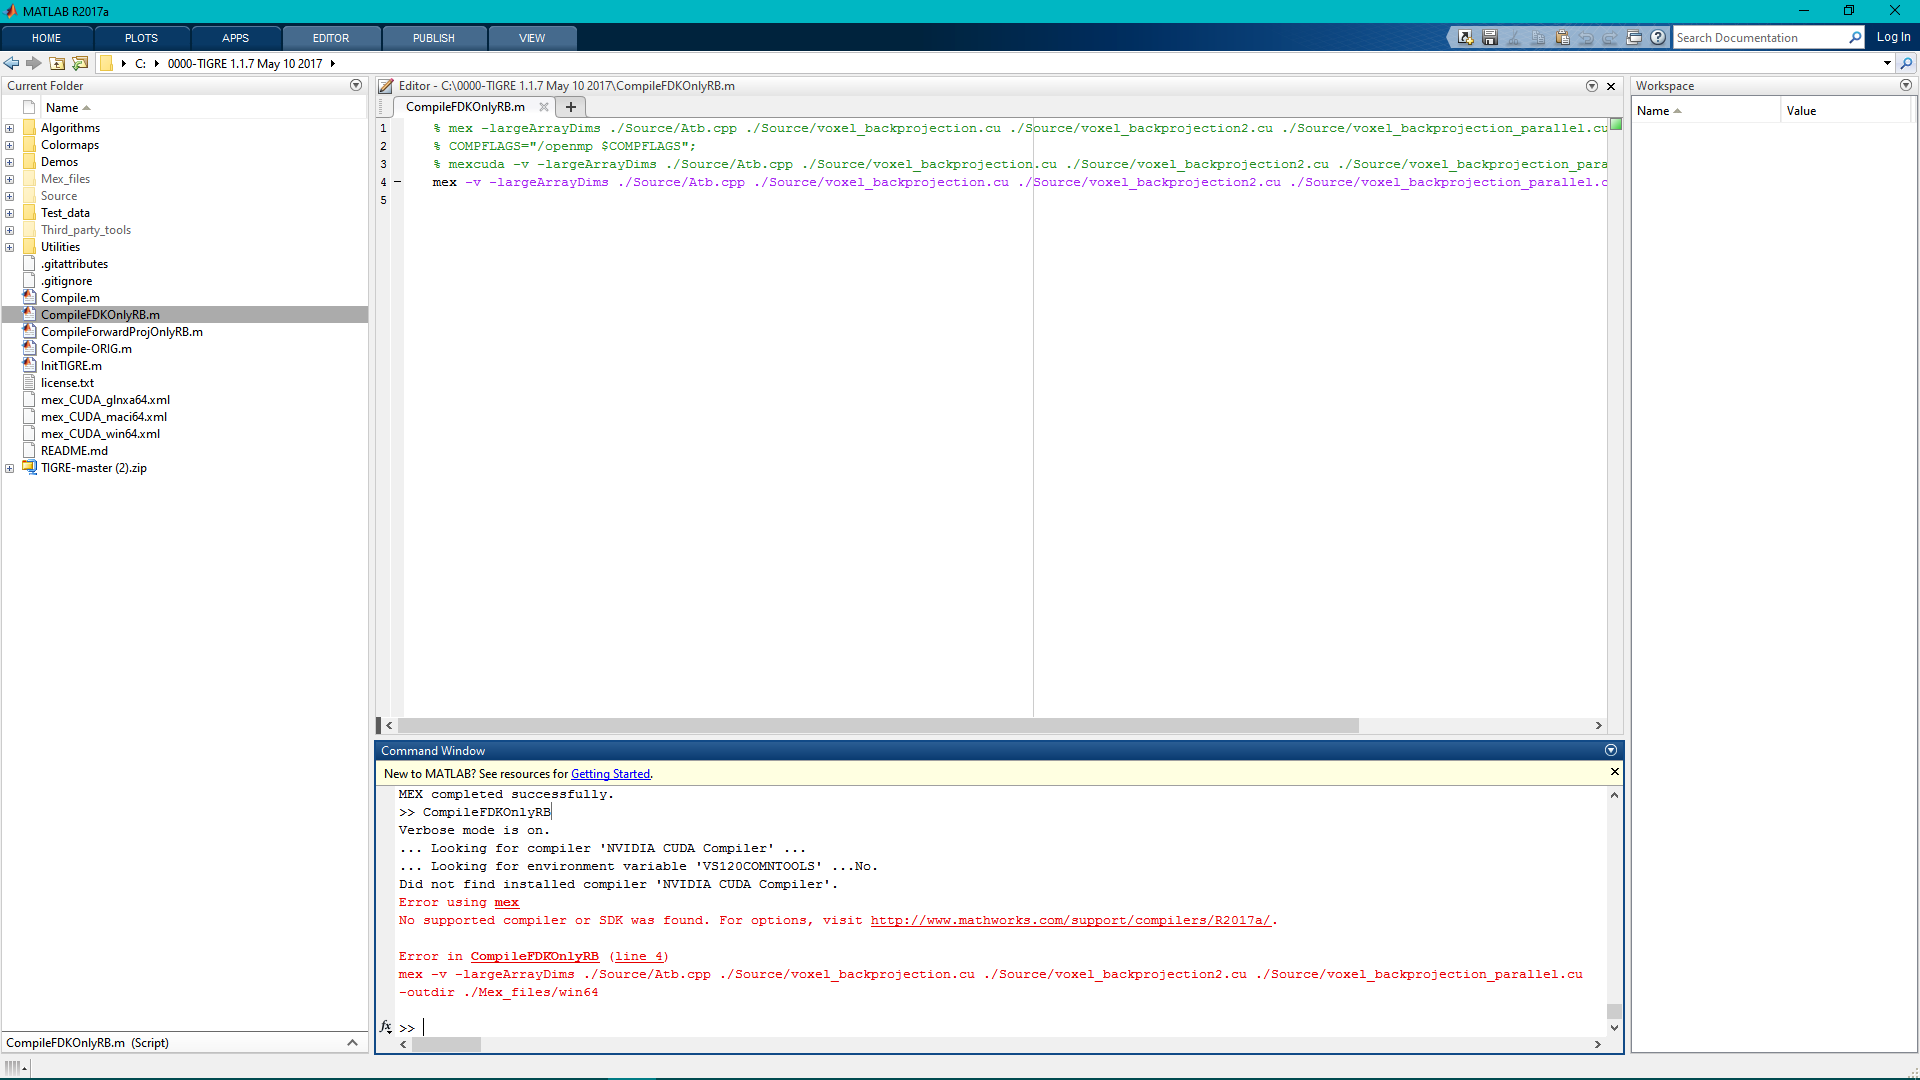 MATLAB R2017a
HOME PLOTS APPS EDITOR PUBLISH VIEW
Search Documentation
Log In
C: 0000-TIGRE 1.1.7 May 10 2017
Current Folder
Name
Algorithms
Colormaps
Demos
Mex_files
Source
Test_data
Third_party_tools
Utilities
.gitattributes
.gitignore
Compile.m
CompileFDKOnlyRB.m
CompileForwardProjOnlyRB.m
Compile-ORIG.m
InitTIGRE.m
license.txt
mex_CUDA_glnxa64.xml
mex_CUDA_maci64.xml
mex_CUDA_win64.xml
README.md
TIGRE-master (2).zip
CompileFDKOnlyRB.m (Script)
Editor - C:\0000-TIGRE 1.1.7 May 10 2017\CompileFDKOnlyRB.m
CompileFDKOnlyRB.m
1 % mex -largeArrayDims ./Source/Atb.cpp ./Source/voxel_backprojection.cu ./Source/voxel_backprojection2.cu ./Source/voxel_backprojection_parallel.cu
2 % COMPFLAGS="/openmp $COMPFLAGS";
3 % mexcuda -v -largeArrayDims ./Source/Atb.cpp ./Source/voxel_backprojection.cu ./Source/voxel_backprojection2.cu ./Source/voxel_backprojection_para
4 – mex -v -largeArrayDims ./Source/Atb.cpp ./Source/voxel_backprojection.cu ./Source/voxel_backprojection2.cu ./Source/voxel_backprojection_parallel.c
5
Command Window
New to MATLAB? See resources for Getting Started.
MEX completed successfully.
>> CompileFDKOnlyRB
Verbose mode is on.
... Looking for compiler 'NVIDIA CUDA Compiler' ...
... Looking for environment variable 'VS120COMNTOOLS' ...No.
Did not find installed compiler 'NVIDIA CUDA Compiler'.
Error using mex
No supported compiler or SDK was found. For options, visit http://www.mathworks.com/support/compilers/R2017a/.
Error in CompileFDKOnlyRB (line 4)
mex -v -largeArrayDims ./Source/Atb.cpp ./Source/voxel_backprojection.cu ./Source/voxel_backprojection2.cu ./Source/voxel_backprojection_parallel.cu
-outdir ./Mex_files/win64
fx >>
Workspace
Name Value